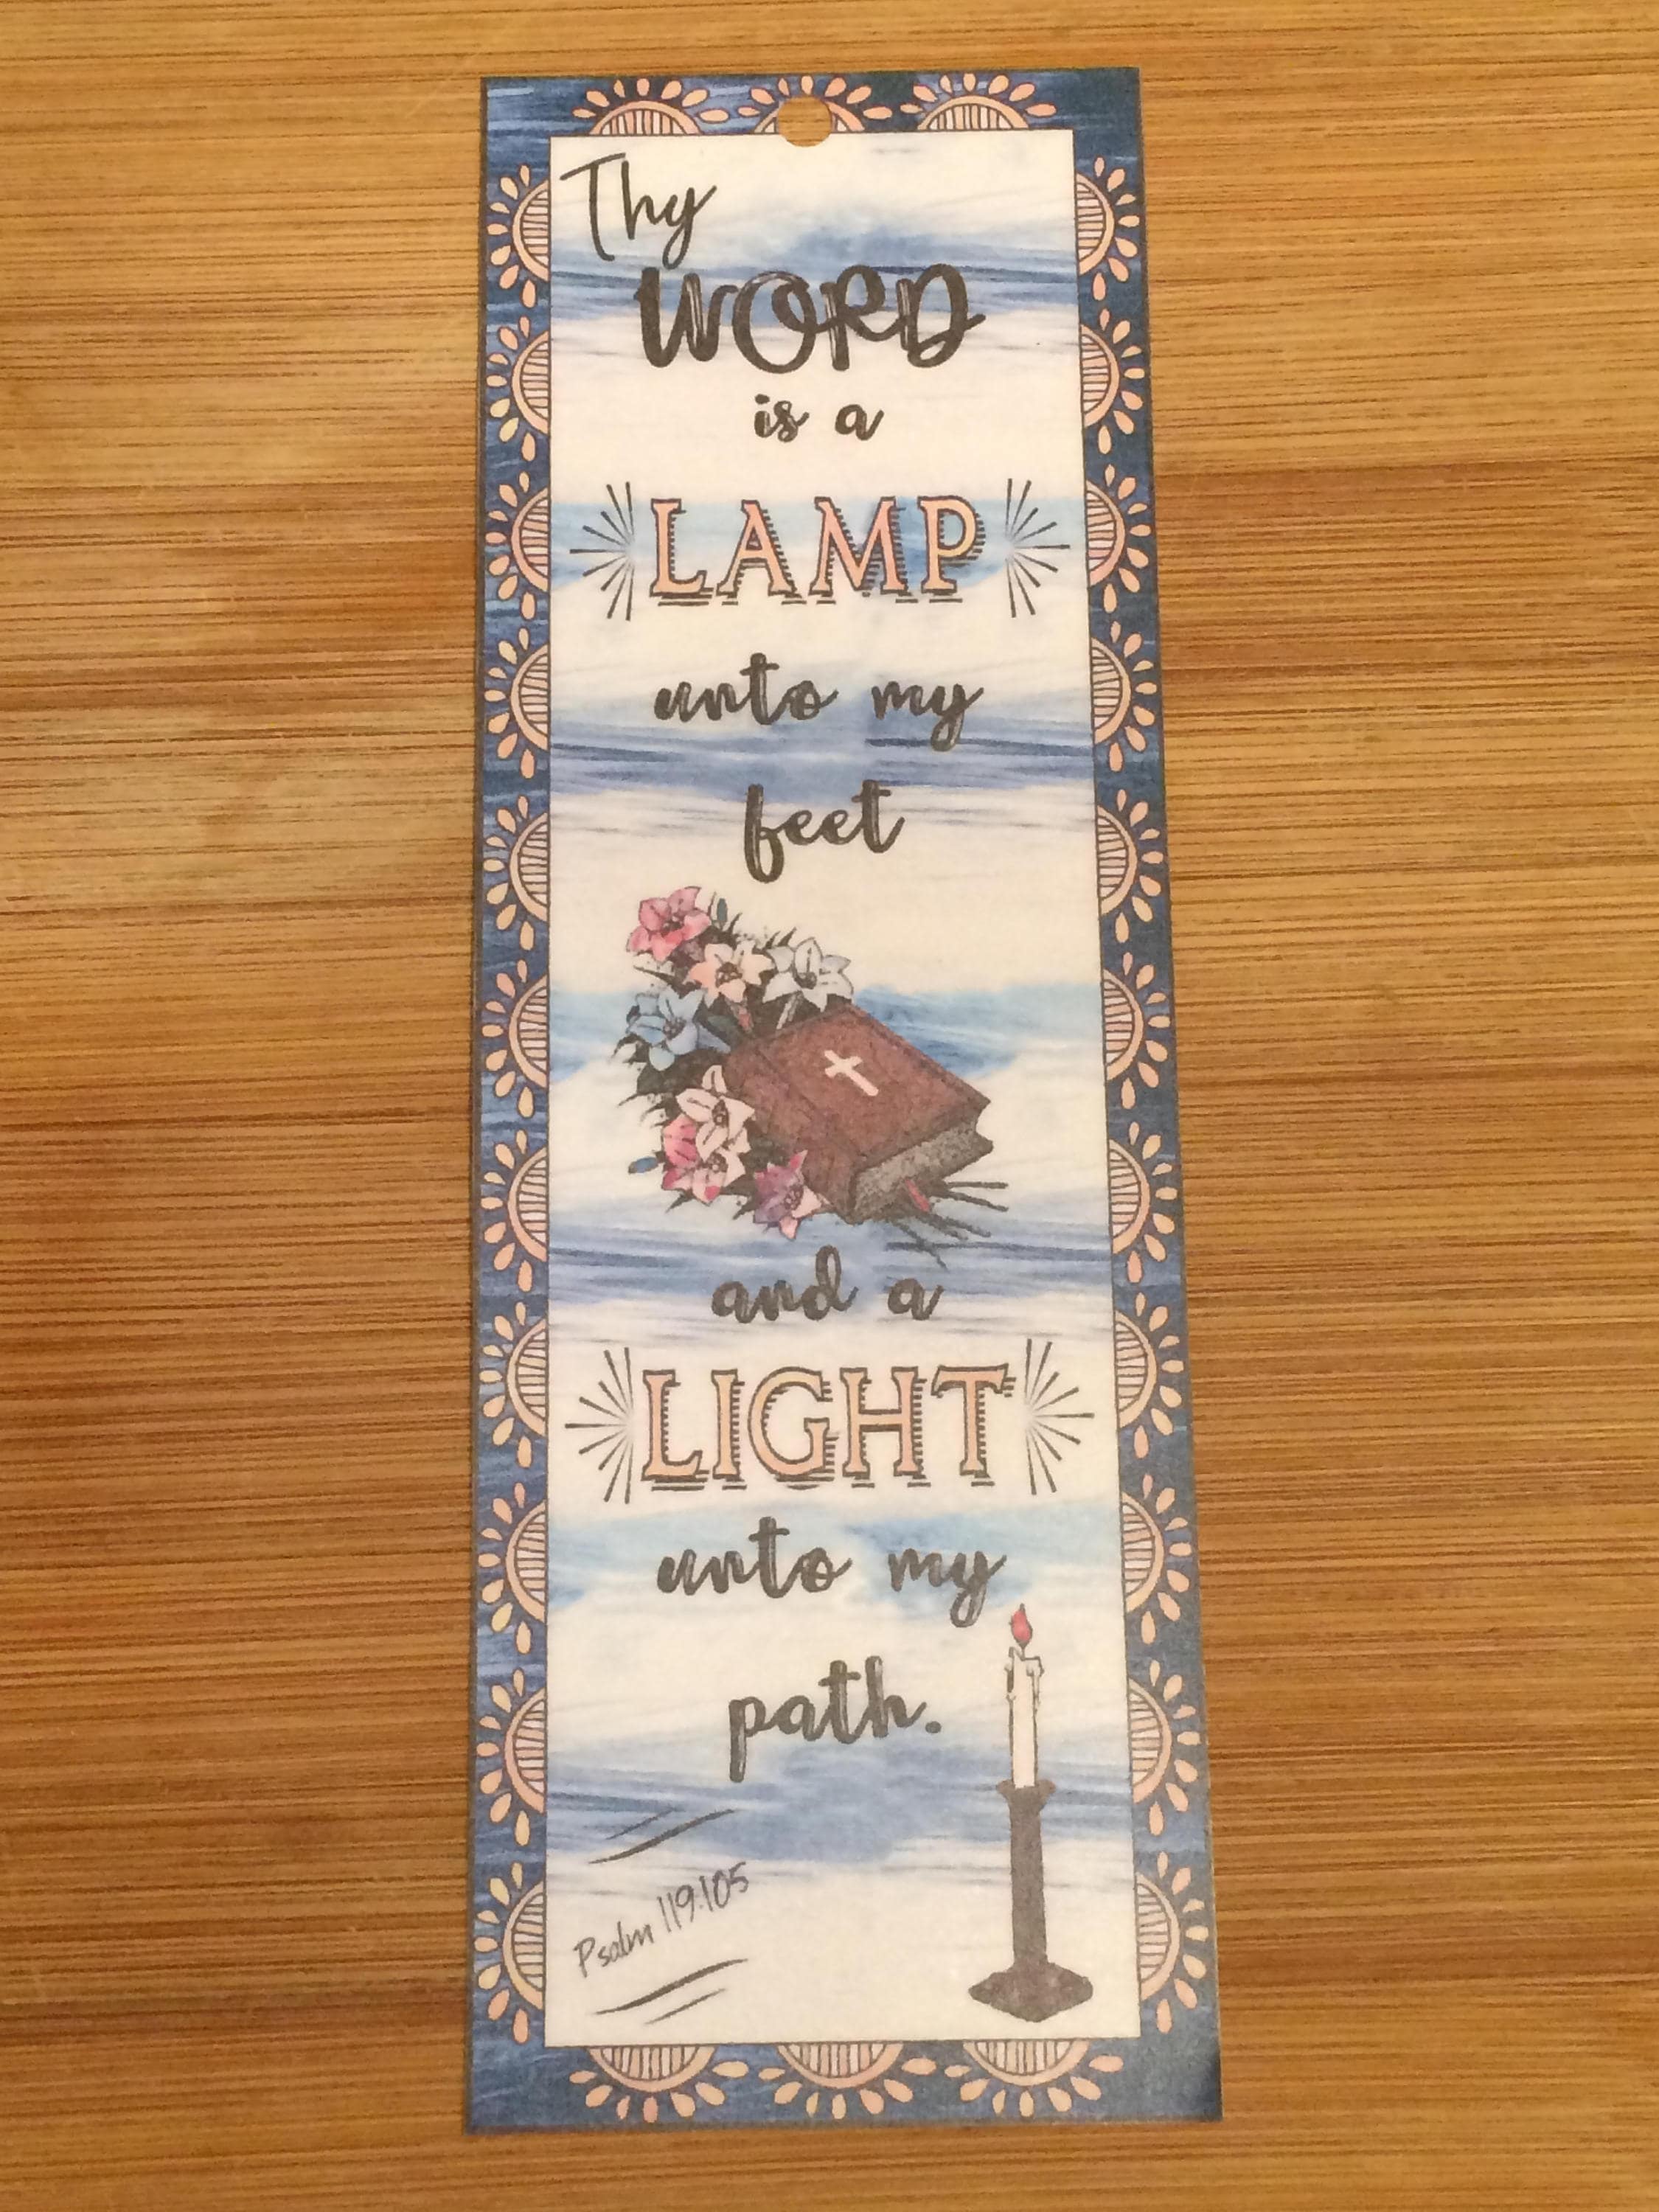 Thy
WORD
is a
LAMP
unto my
feet
and a
LIGHT
unto my
path.
Psalm 119:105